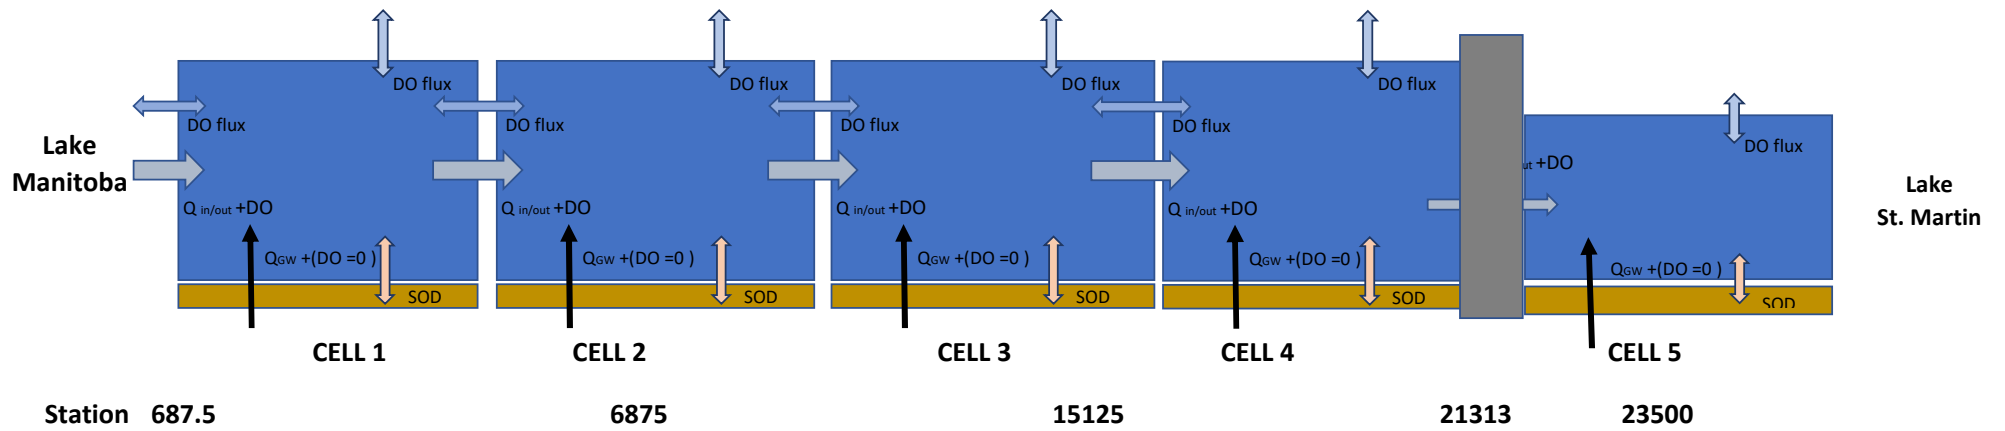 DO flux DO flux DO flux DO flux
DO flux DO flux DO flux DO flux DO flux
Lake
Manitoba
+DO
Lake
St. Martin
Q in/out +DO Q in/out +DO Q in/out +DO Q in/out +DO
QGW +(DO =0 ) QGW +(DO =0 ) QGW +(DO =0 ) QGW +(DO =0 ) QGW +(DO =0 )
SOD SOD SOD SOD SOD
CELL 1 CELL 2 CELL 3 CELL 4 CELL 5
Station 687.5 6875 15125 21313 23500